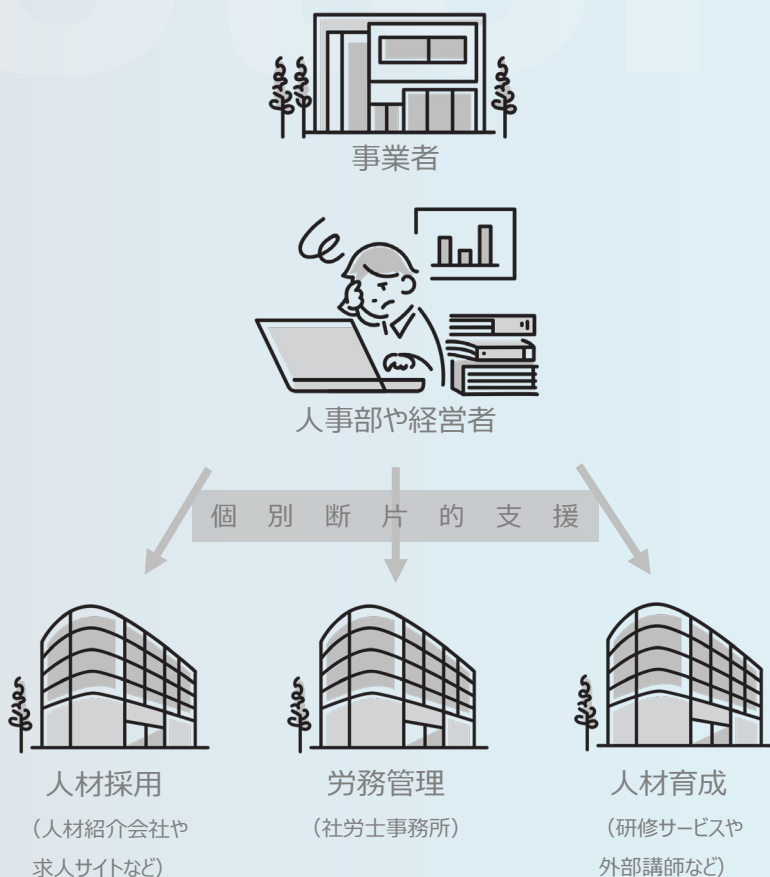 事業者
人事部や経営者
個別断片的支援
人材採用
（人材紹介会社や
求人サイトなど）
労務管理
（社労士事務所）
人材育成
（研修サービスや
外部講師など）